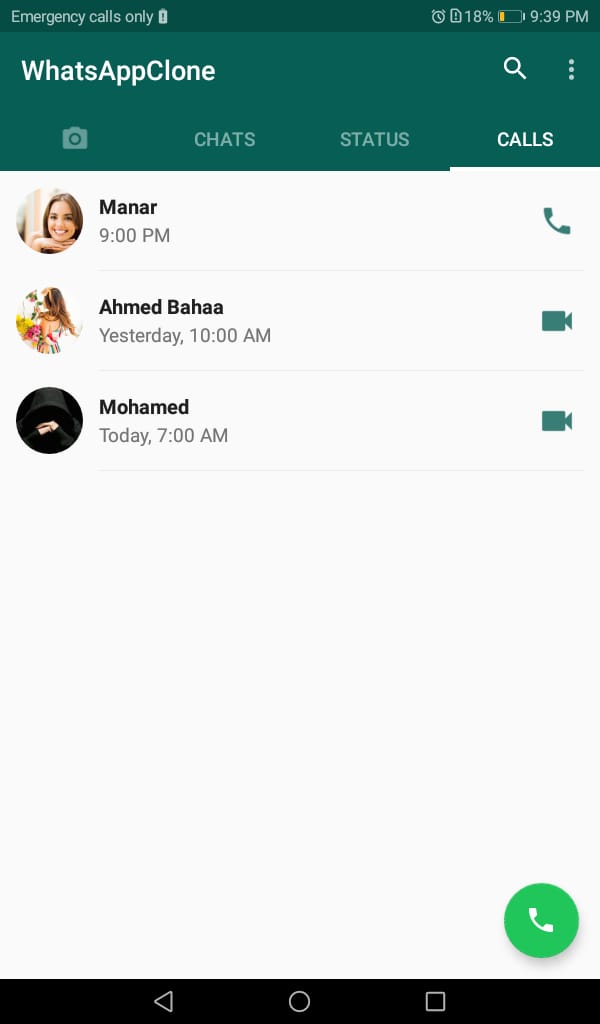 Emergency calls only
18% 9:39 PM
WhatsAppClone
CHATS STATUS CALLS
Manar
9:00 PM
Ahmed Bahaa
Yesterday, 10:00 AM
Mohamed
Today, 7:00 AM